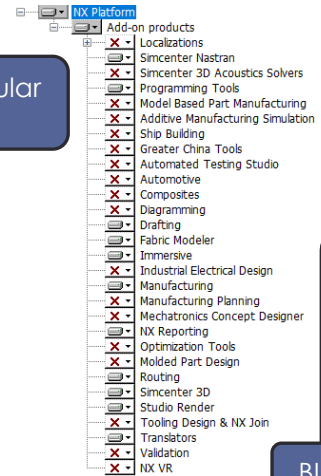 NX Platform
Add-on products
Localizations
Simcenter Nastran
ular
Simcenter 3D Acoustics Solvers
Programming Tools
Model Based Part Manufacturing
Additive Manufacturing Simulation
Ship Building
Greater China Tools
Automated Testing Studio
Automotive
Composites
Diagramming
Drafting
Fabric Modeler
Immersive
Industrial Electrical Design
Manufacturing
Manufacturing Planning
Mechatronics Concept Designer
NX Reporting
Optimization Tools
Molded Part Design
Routing
Simcenter 3D
Studio Render
Tooling Design & NX Join
Translators
Validation
NX VR